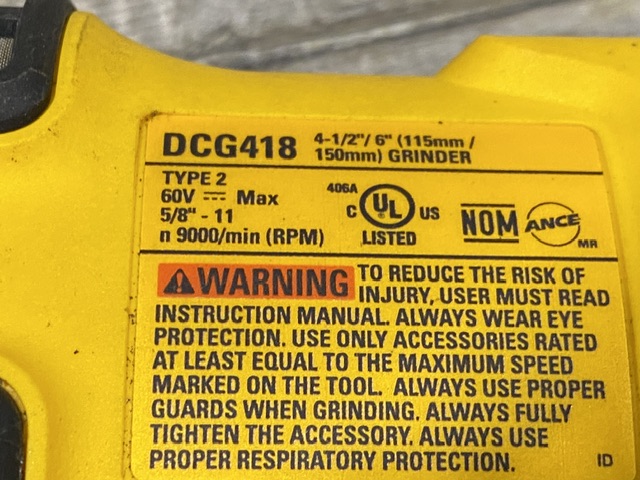 DCG418 4-1/2"/ 6" (115mm /
150mm) GRINDER
TYPE 2
60V ⎓ Max
5/8" - 11
n 9000/min (RPM)
406A
C UL US
LISTED
NOM ANCE
MR
⚠WARNING TO REDUCE THE RISK OF
INJURY, USER MUST READ
INSTRUCTION MANUAL. ALWAYS WEAR EYE
PROTECTION. USE ONLY ACCESSORIES RATED
AT LEAST EQUAL TO THE MAXIMUM SPEED
MARKED ON THE TOOL. ALWAYS USE PROPER
GUARDS WHEN GRINDING. ALWAYS FULLY
TIGHTEN THE ACCESSORY. ALWAYS USE
PROPER RESPIRATORY PROTECTION. ID